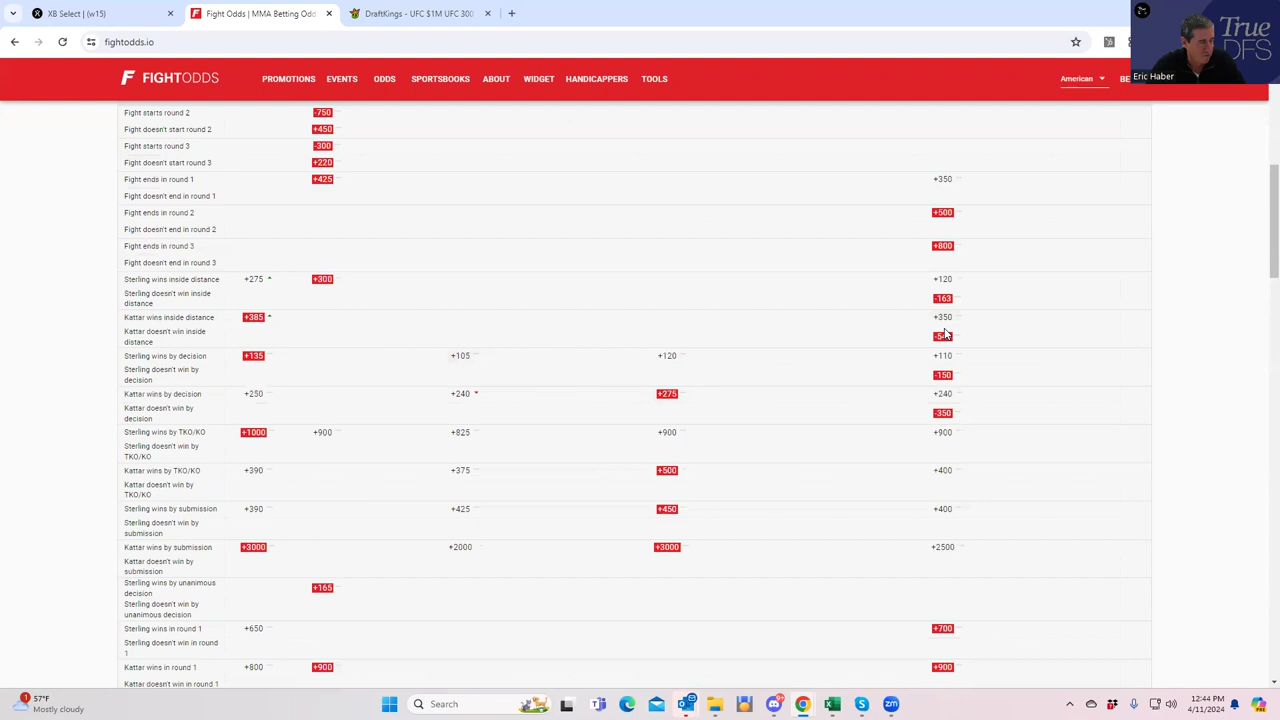 XB Select | (w15)
Fight Odds | MMA Betting Odd
DraftKings - UFC $1M UFC 300
fightodds.io
True
DFS
Eric Haber
FIGHTODDS
PROMOTIONS EVENTS ODDS SPORTSBOOKS ABOUT WIDGET HANDICAPPERS TOOLS
American
BE
Fight starts round 2 -750
Fight doesn't start round 2 +450
Fight starts round 3 -300
Fight doesn't start round 3 +220
Fight ends in round 1 +425 +350
Fight doesn't end in round 1
Fight ends in round 2 +500
Fight doesn't end in round 2
Fight ends in round 3 +800
Fight doesn't end in round 3
Sterling wins inside distance +275 +300 +120
Sterling doesn't win inside
distance -163
Kattar wins inside distance +385 +350
Kattar doesn't win inside
distance
Sterling wins by decision +135 +105 +120 +110
Sterling doesn't win by
decision -150
Kattar wins by decision +250 +240 +275 +240
Kattar doesn't win by
decision -350
Sterling wins by TKO/KO +1000 +900 +825 +900 +900
Sterling doesn't win by
TKO/KO
Kattar wins by TKO/KO +390 +375 +500 +400
Kattar doesn't win by
TKO/KO
Sterling wins by submission +390 +425 +450 +400
Sterling doesn't win by
submission
Kattar wins by submission +3000 +2000 +3000 +2500
Kattar doesn't win by
submission
Sterling wins by unanimous
decision +165
Sterling doesn't win by
unanimous decision
Sterling wins in round 1 +650 +700
Sterling doesn't win in round
1
Kattar wins in round 1 +800 +900 +900
Kattar doesn't win in round 1
57°F
Mostly cloudy
Search
12:44 PM
4/11/2024